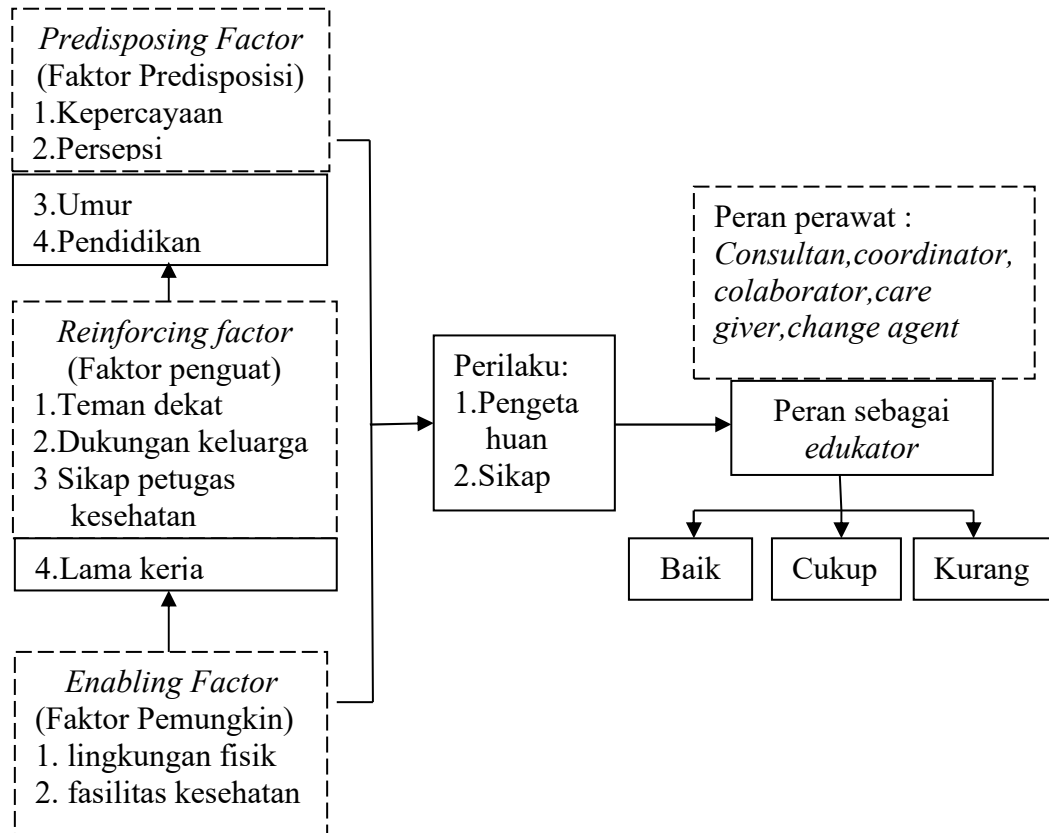 Predisposing Factor
(Faktor Predisposisi)
1.Kepercayaan
2.Persepsi
3.Umur
4.Pendidikan
Reinforcing factor
(Faktor penguat)
1.Teman dekat
2.Dukungan keluarga
3 Sikap petugas
kesehatan
4.Lama kerja
Enabling Factor
(Faktor Pemungkin)
1. lingkungan fisik
2. fasilitas kesehatan
Perilaku:
1.Pengeta
huan
2.Sikap
Peran perawat :
Consultan,coordinator,
colaborator,care
giver,change agent
Peran sebagai
edukator
Baik
Cukup
Kurang